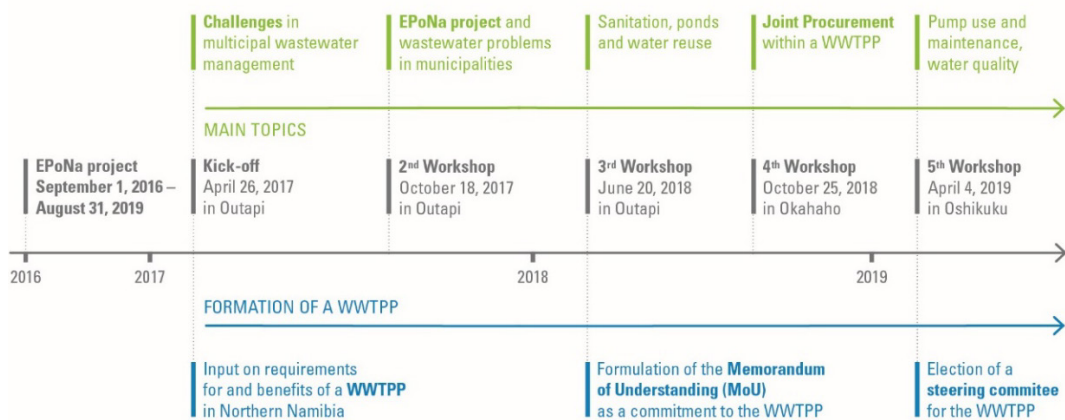 Challenges in
multicipal wastewater
management
EPoNa project and
wastewater problems
in municipalities
Sanitation, ponds
and water reuse
Joint Procurement
within a WWTPP
Pump use and
maintenance,
water quality
MAIN TOPICS
EPoNa project
September 1, 2016 –
August 31, 2019
Kick-off
April 26, 2017
in Outapi
2nd Workshop
October 18, 2017
in Outapi
3rd Workshop
June 20, 2018
in Outapi
4th Workshop
October 25, 2018
in Okahaho
5th Workshop
April 4, 2019
in Oshikuku
2016
2017
2018
2019
FORMATION OF A WWTPP
Input on requirements
for and benefits of a WWTPP
in Northern Namibia
Formulation of the Memorandum
of Understanding (MoU)
as a commitment to the WWTPP
Election of a
steering commitee
for the WWTPP